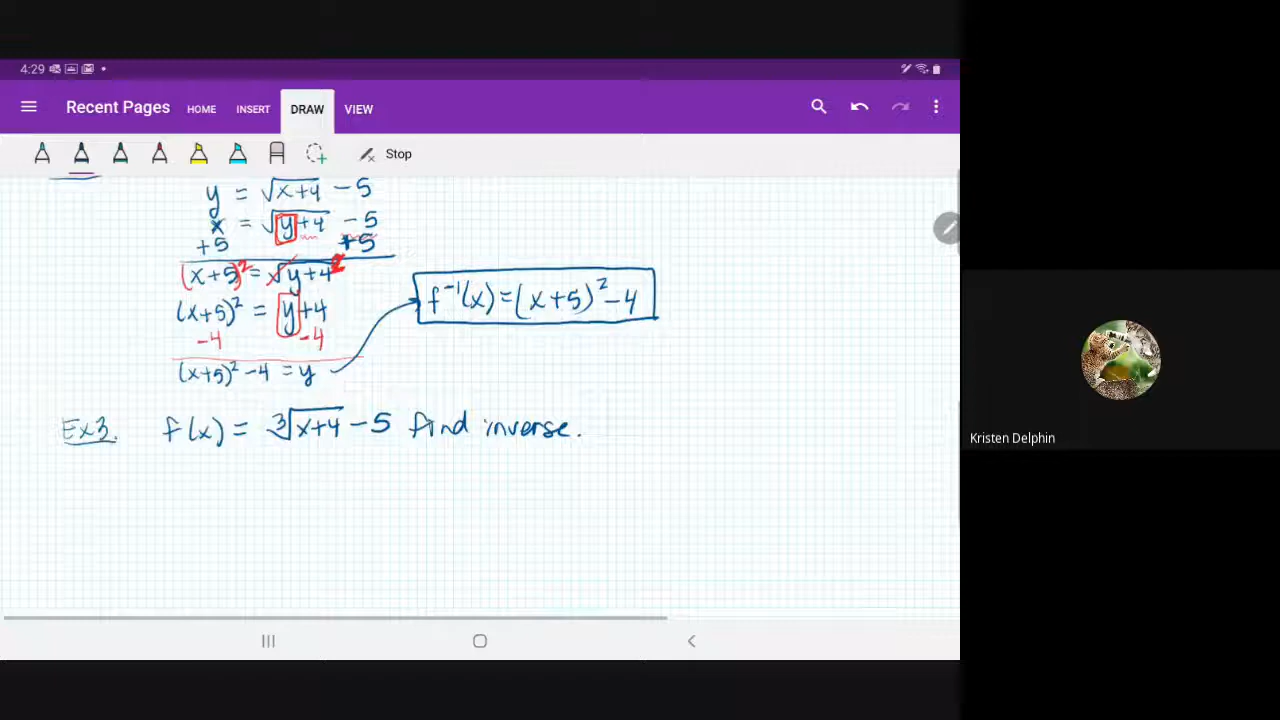 4:29
Recent Pages HOME INSERT DRAW VIEW
Stop
y = √x+4 - 5
x = √y+4 - 5
+5 +5
(x+5)² = √y+4²
(x+5)² = y+4
-4 -4
(x+5)² - 4 = y
f⁻¹(x) = (x+5)² - 4
Ex3. f(x) = ³√x+4 - 5 find inverse.
Kristen Delphin